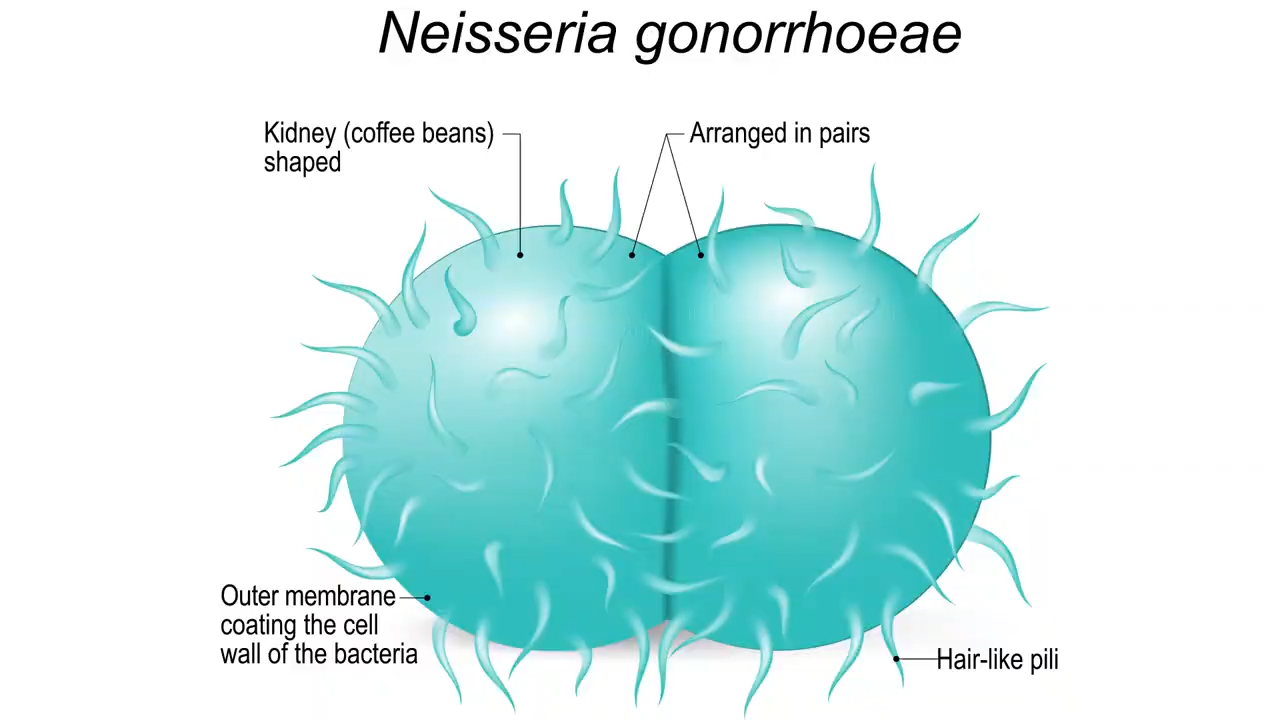 Neisseria gonorrhoeae
Kidney (coffee beans)
shaped
Arranged in pairs
Outer membrane
coating the cell
wall of the bacteria
Hair-like pili